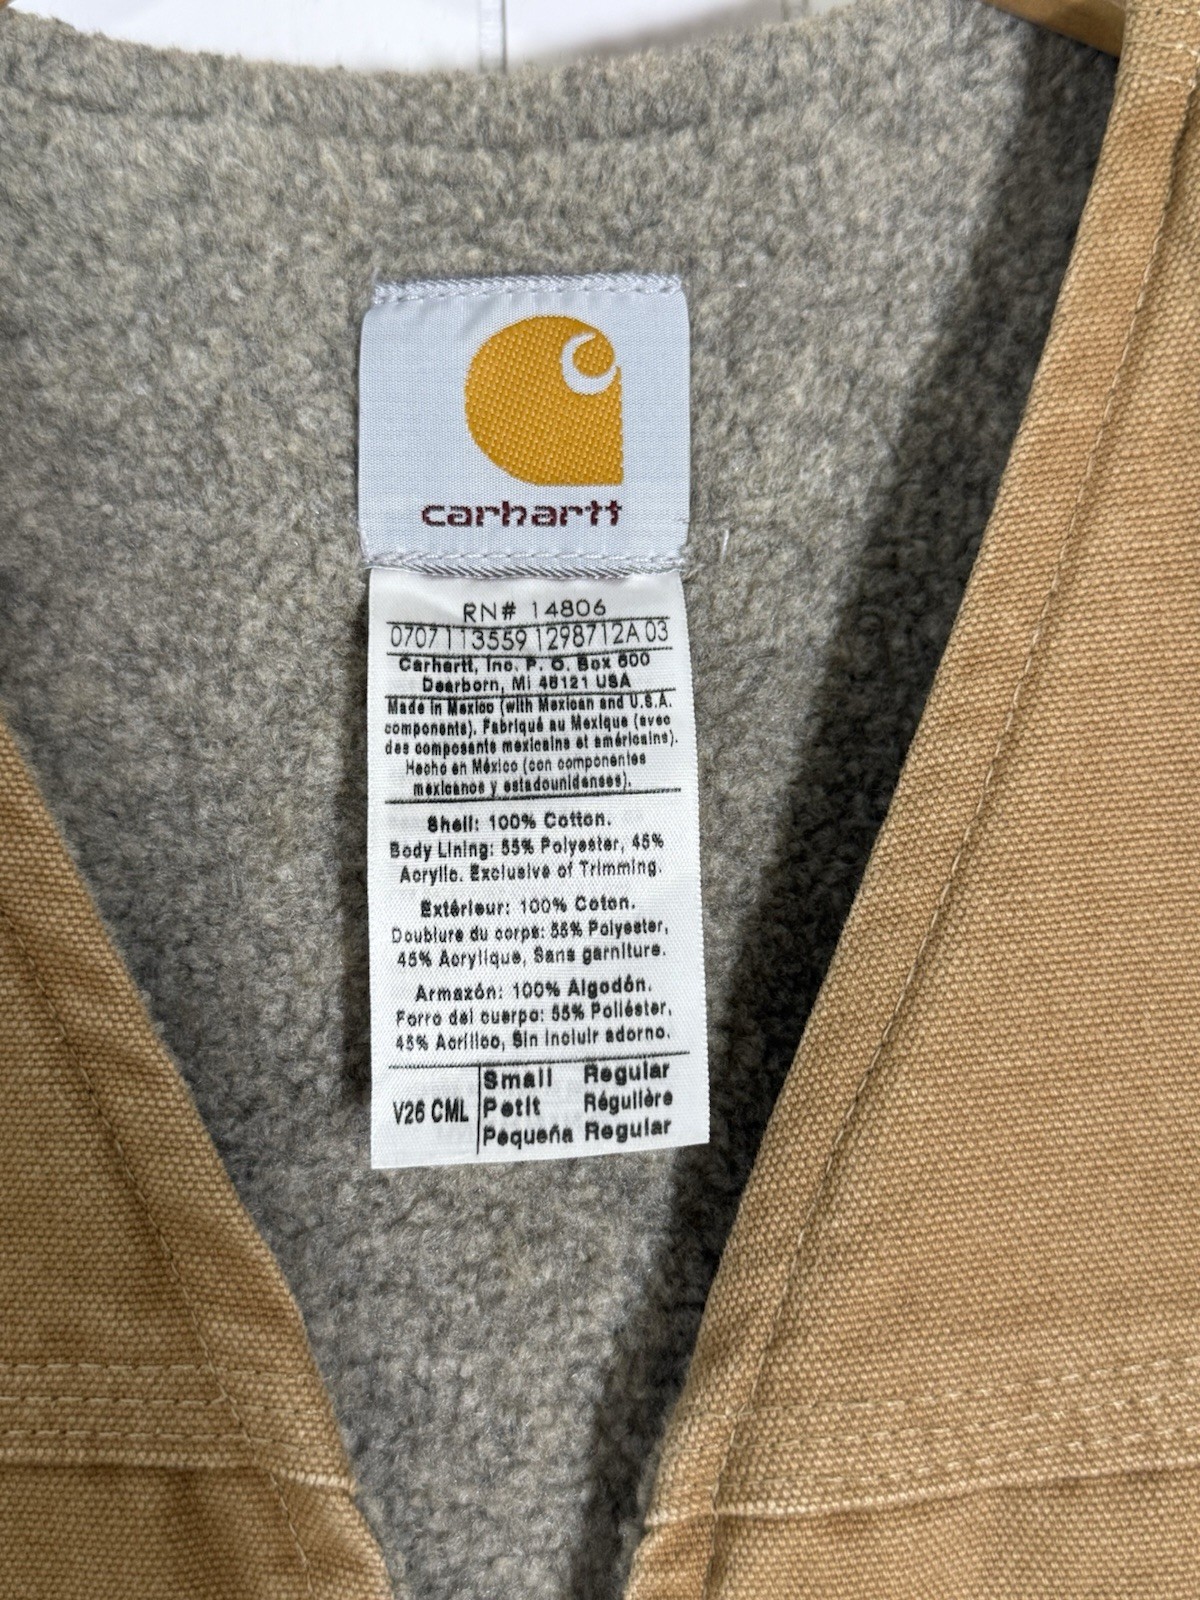 carhartt
RN# 14806
0707113559 1298712A 03
Carhartt, Inc. P. O. Box 600
Dearborn, Mi 48121 USA
Made in Mexico (with Mexican and U.S.A.
components). Fabriqué au Mexique (avec
des composants mexicains et américains).
Hecho en México (con componentes
mexicanos y estadounidenses).
Shell: 100% Cotton.
Body Lining: 55% Polyester, 45%
Acrylic. Exclusive of Trimming.
Extérieur: 100% Coton.
Doublure du corps: 55% Polyester,
45% Acrylique, Sans garniture.
Armazón: 100% Algodón.
Forro del cuerpo: 55% Poliéster,
45% Acrílico, Sin incluir adorno.
V26 CML Small Regular
Petit Régulière
Pequeña Regular